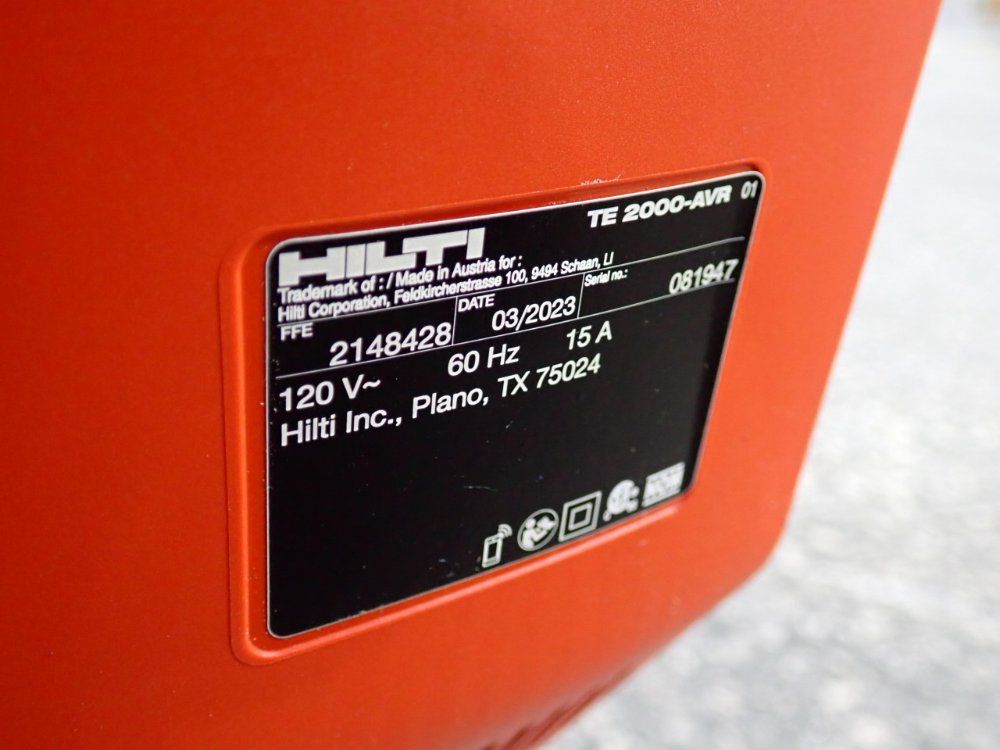 HILTI
TE 2000-AVR 01
Trademark of : / Made in Austria for :
Hilti Corporation, Feldkircherstrasse 100, 9494 Schaan, LI
FFE 2148428 DATE 03/2023 Serial no.: 081947
120 V~ 60 Hz 15 A
Hilti Inc., Plano, TX 75024